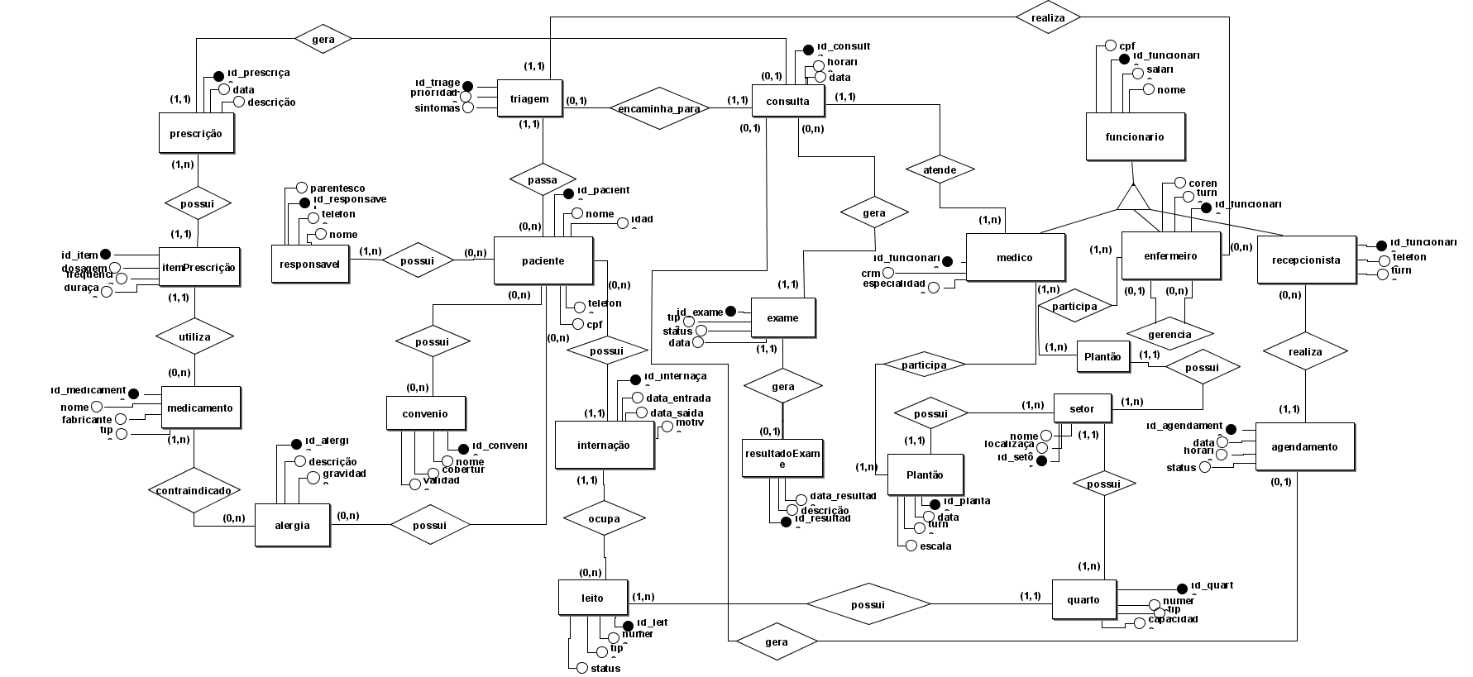 realiza
gera
id_consult
horari
data
cpf
id_funcionari
salari
nome
id_prescriça
data
descrição
(1,1)
id_triage
prioridad
sintomas
triagem
(1,1)
(0,1)
encaminha_para
(1,1)
(0,1)
consulta
(1,1)
(1,1)
prescrição
(1,n)
(1,1)
(0,1)
(0,n)
funcionario
possui
parentesco
id_responsave
telefon
nome
passa
id_pacient
nome
idad
atende
coren
turn
id_funcionari
gera
(1,1)
(0,n)
(1,n)
id_item
dosagem
frequenci
duraça
itemPrescrição
(1,1)
responsavel
(1,n)
possui
(0,n)
paciente
(0,n)
(0,n)
medico
(1,n)
id_funcionari
crm
especialidad
(1,n)
enfermeiro
(0,n)
(0,1)
(0,n)
recepcionista
(0,n)
id_funcionari
telefon
turn
telefon
cpf
(0,n)
(1,1)
id_exame
tip
status
data
exame
(1,1)
participa
gerencia
utiliza
possui
possui
(1,n)
Plantão
(1,1)
possui
realiza
participa
(0,n)
(0,n)
id_internaça
data_entrada
data_saida
motiv
gera
id_medicament
nome
fabricante
tip
medicamento
(1,n)
convenio
id_conveni
nome
cobertur
validad
(1,1)
internação
(1,1)
(0,1)
resultadoExam
e
data_resultad
descrição
id_resultad
possui
(1,n)
setor
(1,n)
(1,1)
nome
localizaça
id_seto
(1,1)
(1,1)
id_agendament
data
horari
status
agendamento
(0,1)
id_alergi
descrição
gravidad
contraindicado
(0,n)
alergia
(0,n)
possui
ocupa
(1,n)
Plantão
id_planta
data
turn
escala
possui
(0,n)
leito
(1,n)
id_leit
numer
tip
status
possui
(1,n)
(1,1)
quarto
id_quart
numer
tip
capacidad
gera